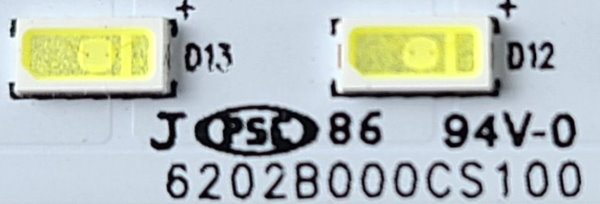 + +
D13 D12
J PSC 86 94V-0
6202B000CS100